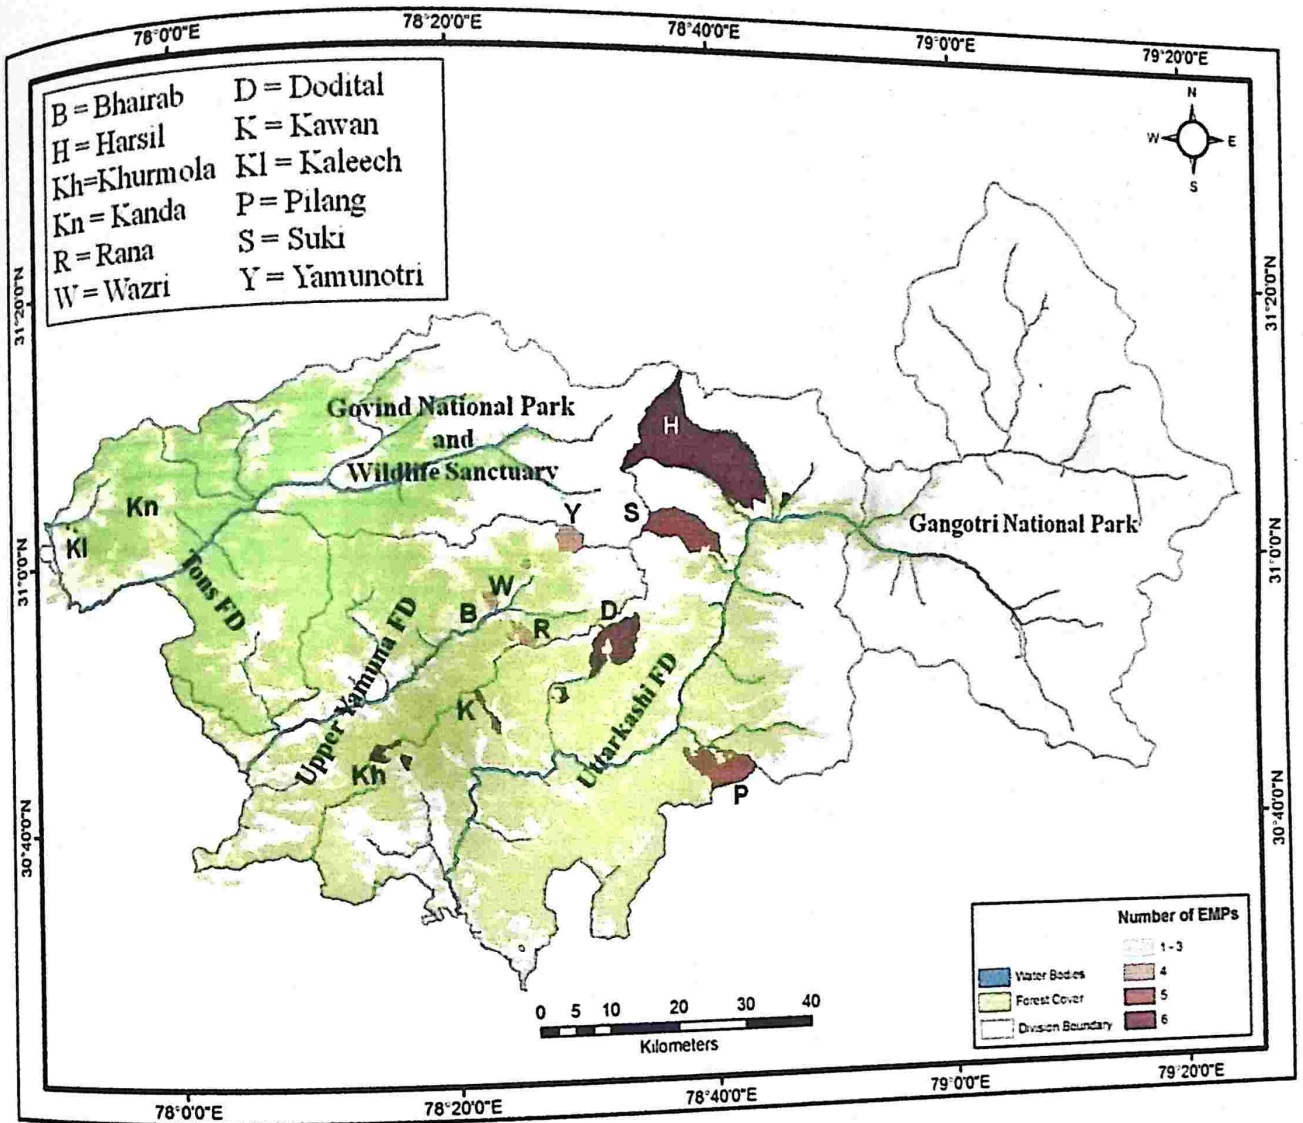 78°0'0"E 78°20'0"E 78°40'0"E 79°0'0"E 79°20'0"E
B = Bhairab D = Dodital
H = Harsil K = Kawan
Kh=Khurmola Kl = Kaleech
Kn = Kanda P = Pilang
R = Rana S = Suki
W = Wazri Y = Yamunotri
N
W E
S
31°20'0"N
31°20'0"N
Govind National Park
and
Wildlife Sanctuary
H
Kn
Kl
Y
S
Gangotri National Park
31°0'0"N
31°0'0"N
Tons FD
W
B
R
D
Upper Yamuna FD
K
Uttarkashi FD
Kh
P
30°40'0"N
30°40'0"N
Number of EMPs
1 - 3
4
5
6
Water Bodies
Forest Cover
Division Boundary
0 5 10 20 30 40
Kilometers
78°0'0"E 78°20'0"E 78°40'0"E 79°0'0"E 79°20'0"E